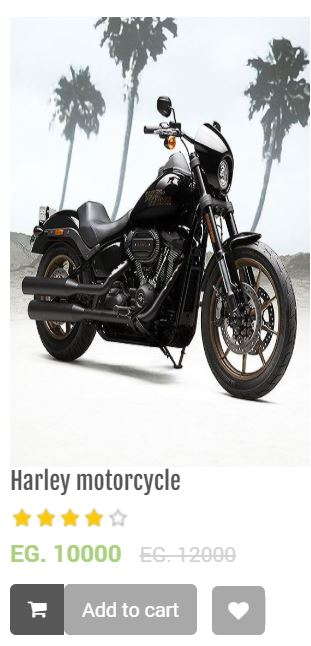 Harley motorcycle
EG. 10000 EG. 12000
Add to cart